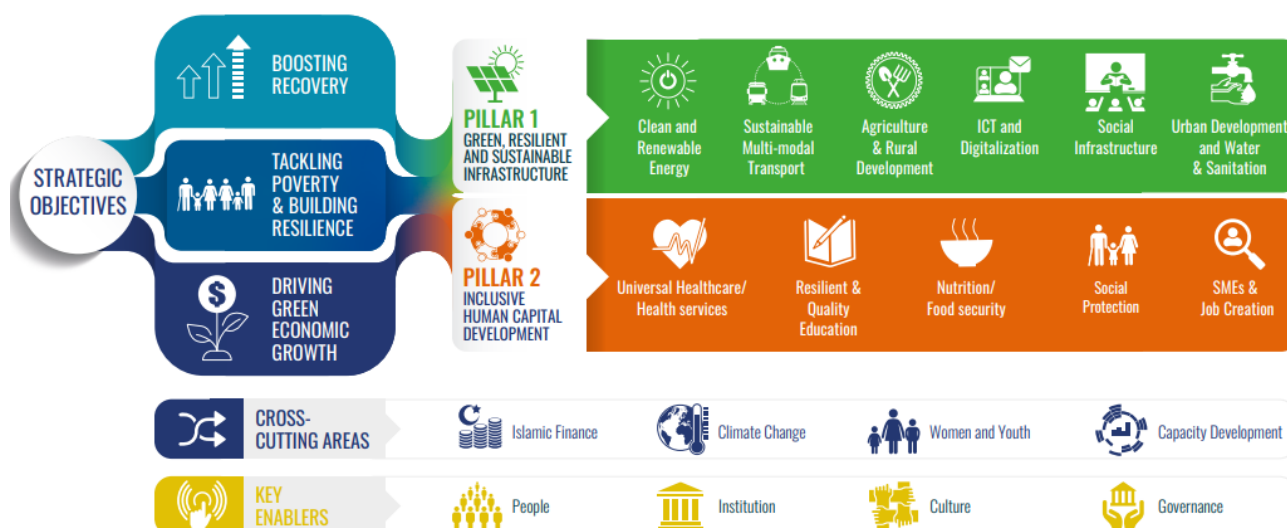 STRATEGIC
OBJECTIVES
BOOSTING
RECOVERY
TACKLING
POVERTY
& BUILDING
RESILIENCE
DRIVING
GREEN
ECONOMIC
GROWTH
$
PILLAR 1
GREEN, RESILIENT
AND SUSTAINABLE
INFRASTRUCTURE
Clean and
Renewable
Energy
Sustainable
Multi-modal
Transport
Agriculture
& Rural
Development
ICT and
Digitalization
Social
Infrastructure
Urban Development
and Water
& Sanitation
PILLAR 2
INCLUSIVE
HUMAN CAPITAL
DEVELOPMENT
Universal Healthcare/
Health services
Resilient &
Quality
Education
Nutrition/
Food security
Social
Protection
SMEs &
Job Creation
CROSS-
CUTTING AREAS
Islamic Finance
Climate Change
Women and Youth
Capacity Development
KEY
ENABLERS
People
Institution
Culture
Governance